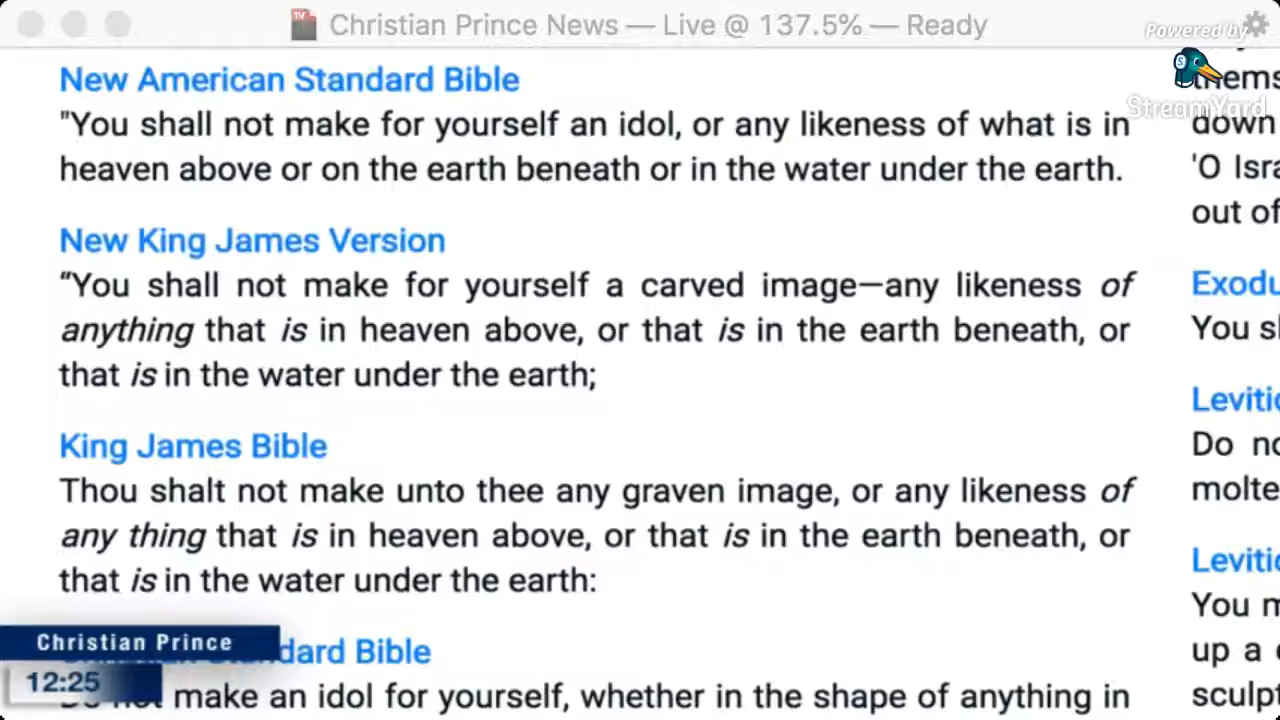 Christian Prince News — Live @ 137.5% — Ready
Powered by
StreamYard
New American Standard Bible
"You shall not make for yourself an idol, or any likeness of what is in
heaven above or on the earth beneath or in the water under the earth.
New King James Version
“You shall not make for yourself a carved image—any likeness of
anything that is in heaven above, or that is in the earth beneath, or
that is in the water under the earth;
King James Bible
Thou shalt not make unto thee any graven image, or any likeness of
any thing that is in heaven above, or that is in the earth beneath, or
that is in the water under the earth:
dard Bible
make an idol for yourself, whether in the shape of anything in
down
'O Isra
out of
Exodu
You sh
Levitic
Do no
molte
Levitic
You m
up a
sculpt
Christian Prince
12:25